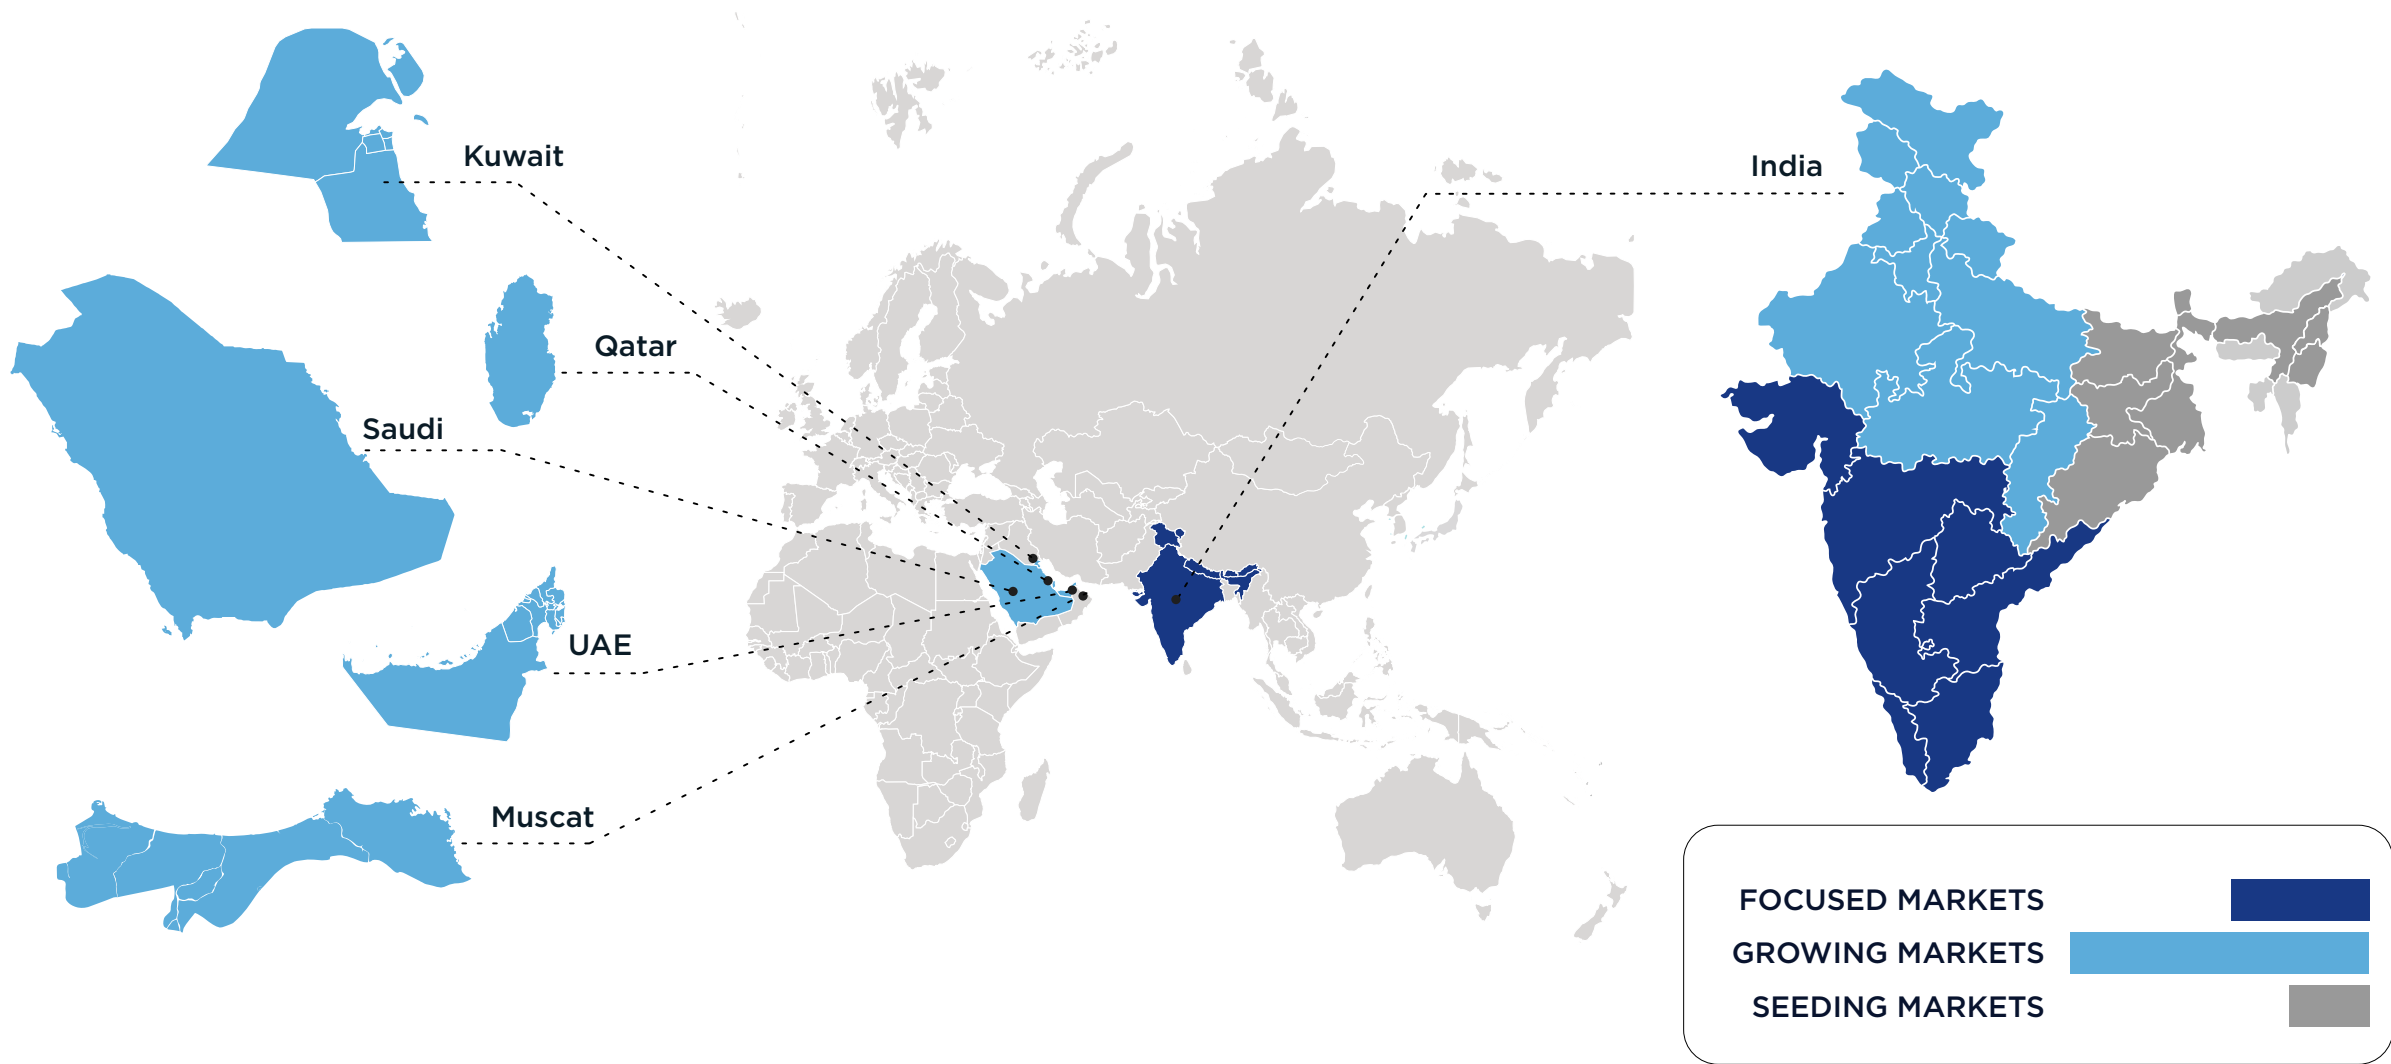 Kuwait
India
Qatar
Saudi
UAE
Muscat
FOCUSED MARKETS
GROWING MARKETS
SEEDING MARKETS